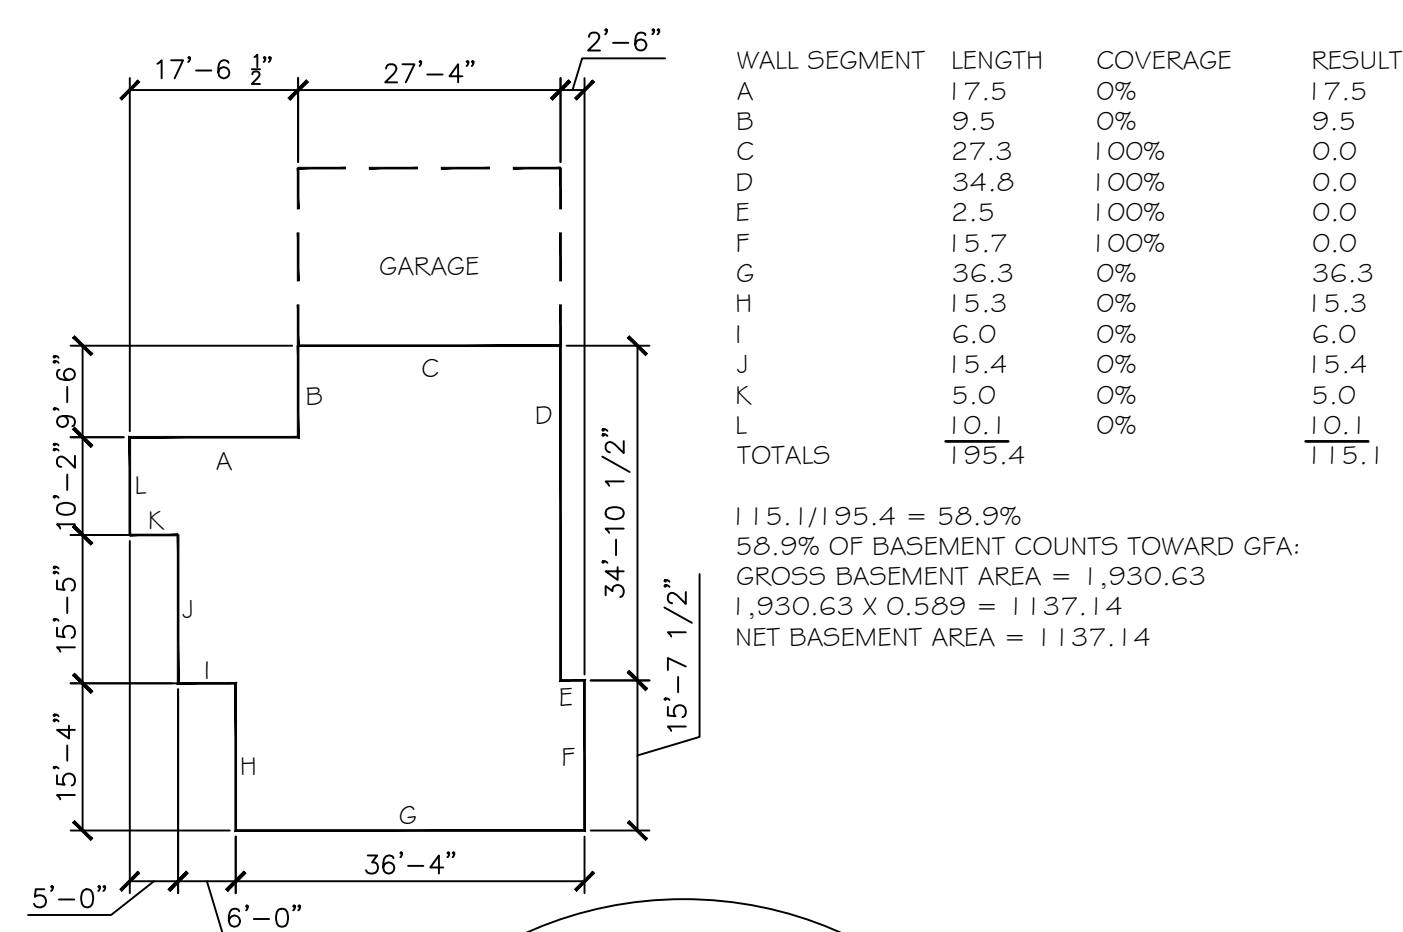 2'-6"
17'-6 ½"
27'-4"
GARAGE
9'-6"
10'-2"
15'-5"
15'-4"
C
B
D
A
L
K
J
I
H
E
F
G
34'-10 1/2"
15'-7 1/2"
36'-4"
5'-0"
6'-0"
WALL SEGMENT LENGTH COVERAGE RESULT
A 17.5 0% 17.5
B 9.5 0% 9.5
C 27.3 100% 0.0
D 34.8 100% 0.0
E 2.5 100% 0.0
F 15.7 100% 0.0
G 36.3 0% 36.3
H 15.3 0% 15.3
I 6.0 0% 6.0
J 15.4 0% 15.4
K 5.0 0% 5.0
L 10.1 0% 10.1
TOTALS 195.4 115.1
115.1/195.4 = 58.9%
58.9% OF BASEMENT COUNTS TOWARD GFA:
GROSS BASEMENT AREA = 1,930.63
1,930.63 X 0.589 = 1137.14
NET BASEMENT AREA = 1137.14